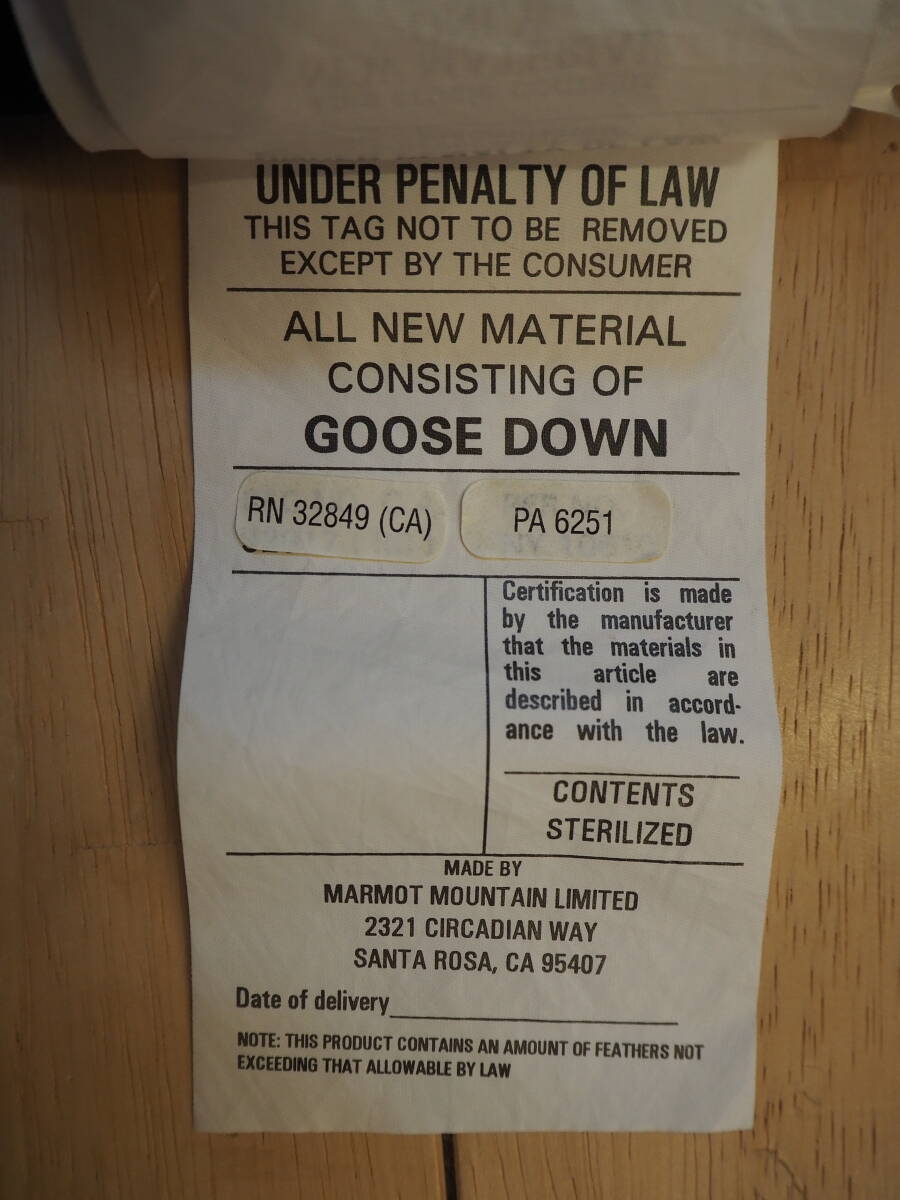 UNDER PENALTY OF LAW
THIS TAG NOT TO BE REMOVED
EXCEPT BY THE CONSUMER
ALL NEW MATERIAL
CONSISTING OF
GOOSE DOWN
RN 32849 (CA) PA 6251
Certification is made
by the manufacturer
that the materials in
this article are
described in accord-
ance with the law.
CONTENTS
STERILIZED
MADE BY
MARMOT MOUNTAIN LIMITED
2321 CIRCADIAN WAY
SANTA ROSA, CA 95407
Date of delivery
NOTE: THIS PRODUCT CONTAINS AN AMOUNT OF FEATHERS NOT
EXCEEDING THAT ALLOWABLE BY LAW